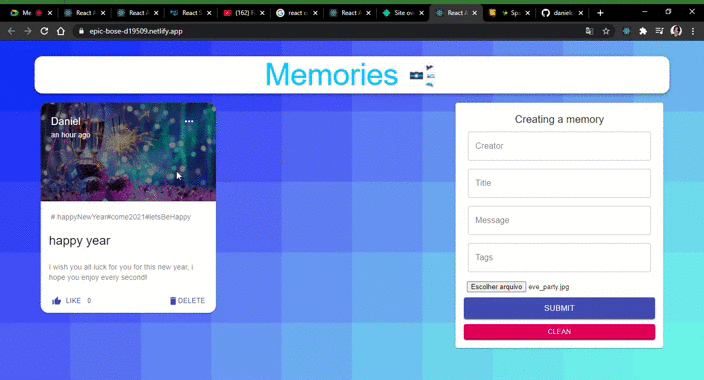 React A
React A
React S
(162) F
react c
React A
Site ov
React A
Spa
daniel
epic-bose-d19509.netlify.app
Memories
Daniel
an hour ago
# happyNewYear#come2021#letsBeHappy
happy year
I wish you all luck for you for this new year, i
hope you enjoy every second!
LIKE 0
DELETE
Creating a memory
Creator
Title
Message
Tags
Escolher arquivo eve_party.jpg
SUBMIT
CLEAN